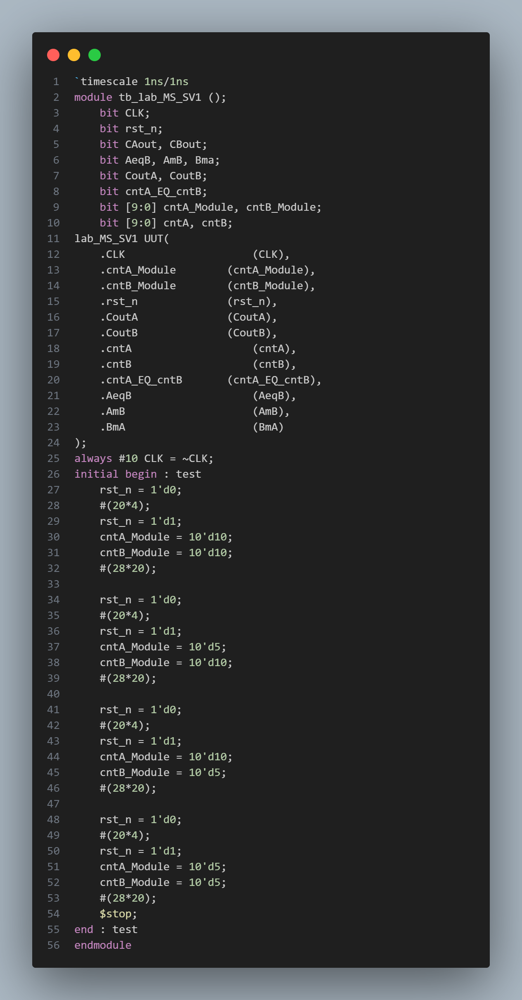 1 `timescale 1ns/1ns
2 module tb_lab_MS_SV1 ();
3     bit CLK;
4     bit rst_n;
5     bit CAout, CBout;
6     bit AeqB, AmB, Bma;
7     bit CoutA, CoutB;
8     bit cntA_EQ_cntB;
9     bit [9:0] cntA_Module, cntB_Module;
10     bit [9:0] cntA, cntB;
11 lab_MS_SV1 UUT(
12     .CLK                    (CLK),
13     .cntA_Module        (cntA_Module),
14     .cntB_Module        (cntB_Module),
15     .rst_n              (rst_n),
16     .CoutA              (CoutA),
17     .CoutB              (CoutB),
18     .cntA                   (cntA),
19     .cntB                   (cntB),
20     .cntA_EQ_cntB       (cntA_EQ_cntB),
21     .AeqB                   (AeqB),
22     .AmB                    (AmB),
23     .BmA                    (BmA)
24 );
25 always #10 CLK = ~CLK;
26 initial begin : test
27     rst_n = 1'd0;
28     #(20*4);
29     rst_n = 1'd1;
30     cntA_Module = 10'd10;
31     cntB_Module = 10'd10;
32     #(28*20);
33
34     rst_n = 1'd0;
35     #(20*4);
36     rst_n = 1'd1;
37     cntA_Module = 10'd5;
38     cntB_Module = 10'd10;
39     #(28*20);
40
41     rst_n = 1'd0;
42     #(20*4);
43     rst_n = 1'd1;
44     cntA_Module = 10'd10;
45     cntB_Module = 10'd5;
46     #(28*20);
47
48     rst_n = 1'd0;
49     #(20*4);
50     rst_n = 1'd1;
51     cntA_Module = 10'd5;
52     cntB_Module = 10'd5;
53     #(28*20);
54     $stop;
55 end : test
56 endmodule